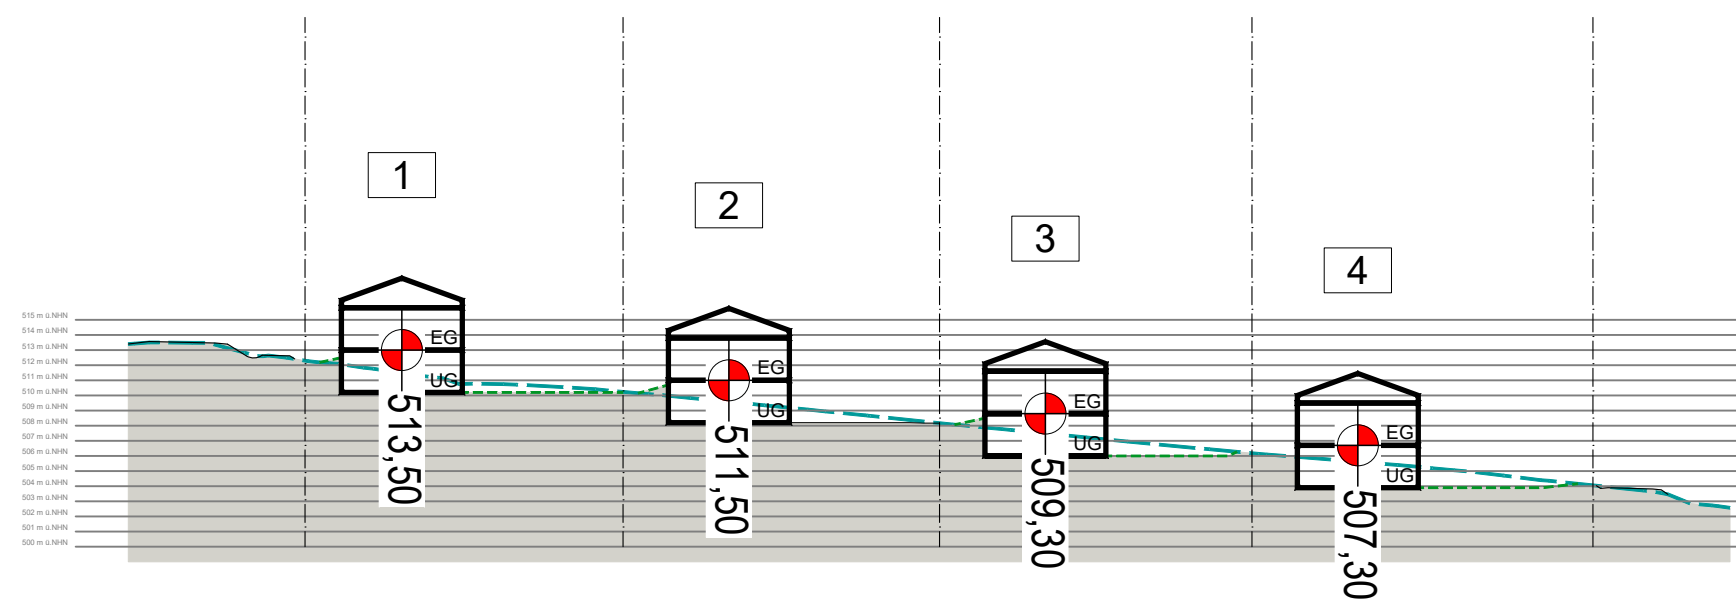 1
2
3
4
515 m ü.NHN
514 m ü.NHN
513 m ü.NHN
512 m ü.NHN
511 m ü.NHN
510 m ü.NHN
509 m ü.NHN
508 m ü.NHN
507 m ü.NHN
506 m ü.NHN
505 m ü.NHN
504 m ü.NHN
503 m ü.NHN
502 m ü.NHN
501 m ü.NHN
500 m ü.NHN
EG
UG
513,50
EG
UG
511,50
EG
UG
509,30
EG
UG
507,30